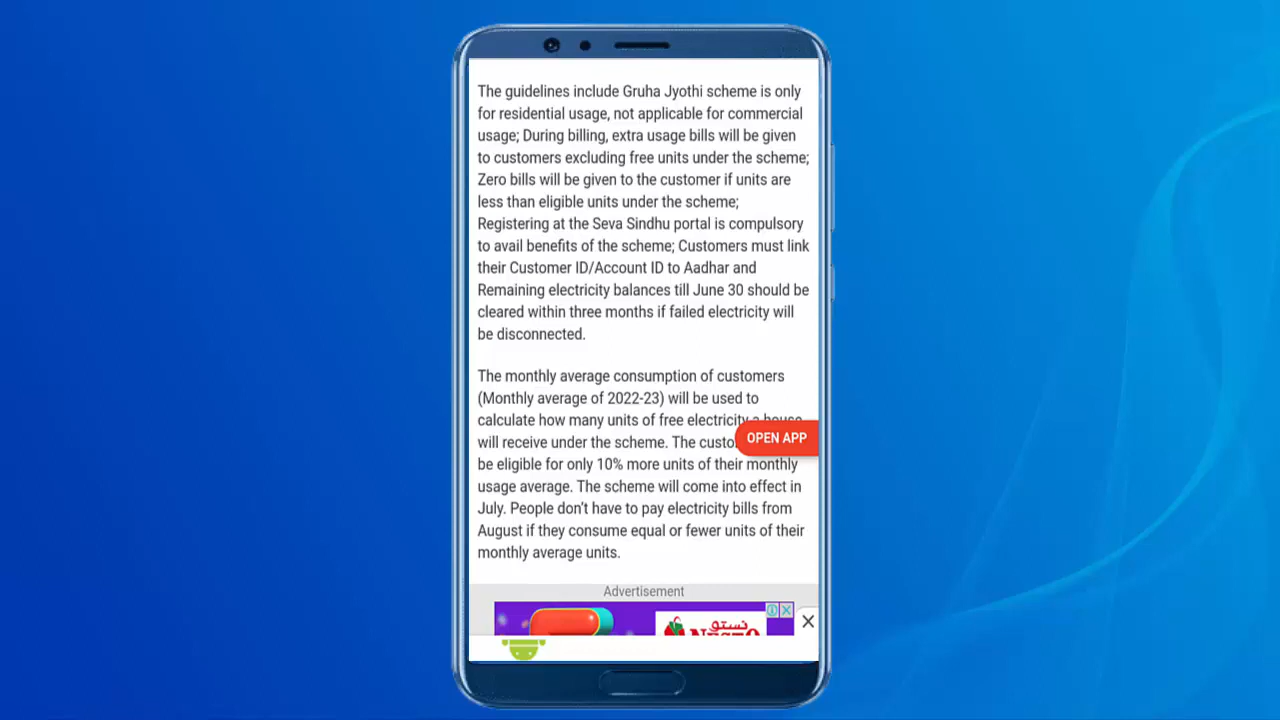 The guidelines include Gruha Jyothi scheme is only
for residential usage, not applicable for commercial
usage; During billing, extra usage bills will be given
to customers excluding free units under the scheme;
Zero bills will be given to the customer if units are
less than eligible units under the scheme;
Registering at the Seva Sindhu portal is compulsory
to avail benefits of the scheme; Customers must link
their Customer ID/Account ID to Aadhar and
Remaining electricity balances till June 30 should be
cleared within three months if failed electricity will
be disconnected.
The monthly average consumption of customers
(Monthly average of 2022-23) will be used to
calculate how many units of free electricity a house
will receive under the scheme. The
OPEN APP
be eligible for only 10% more units of their monthly
usage average. The scheme will come into effect in
July. People don't have to pay electricity bills from
August if they consume equal or fewer units of their
monthly average units.
Advertisement
نستو
NESTO